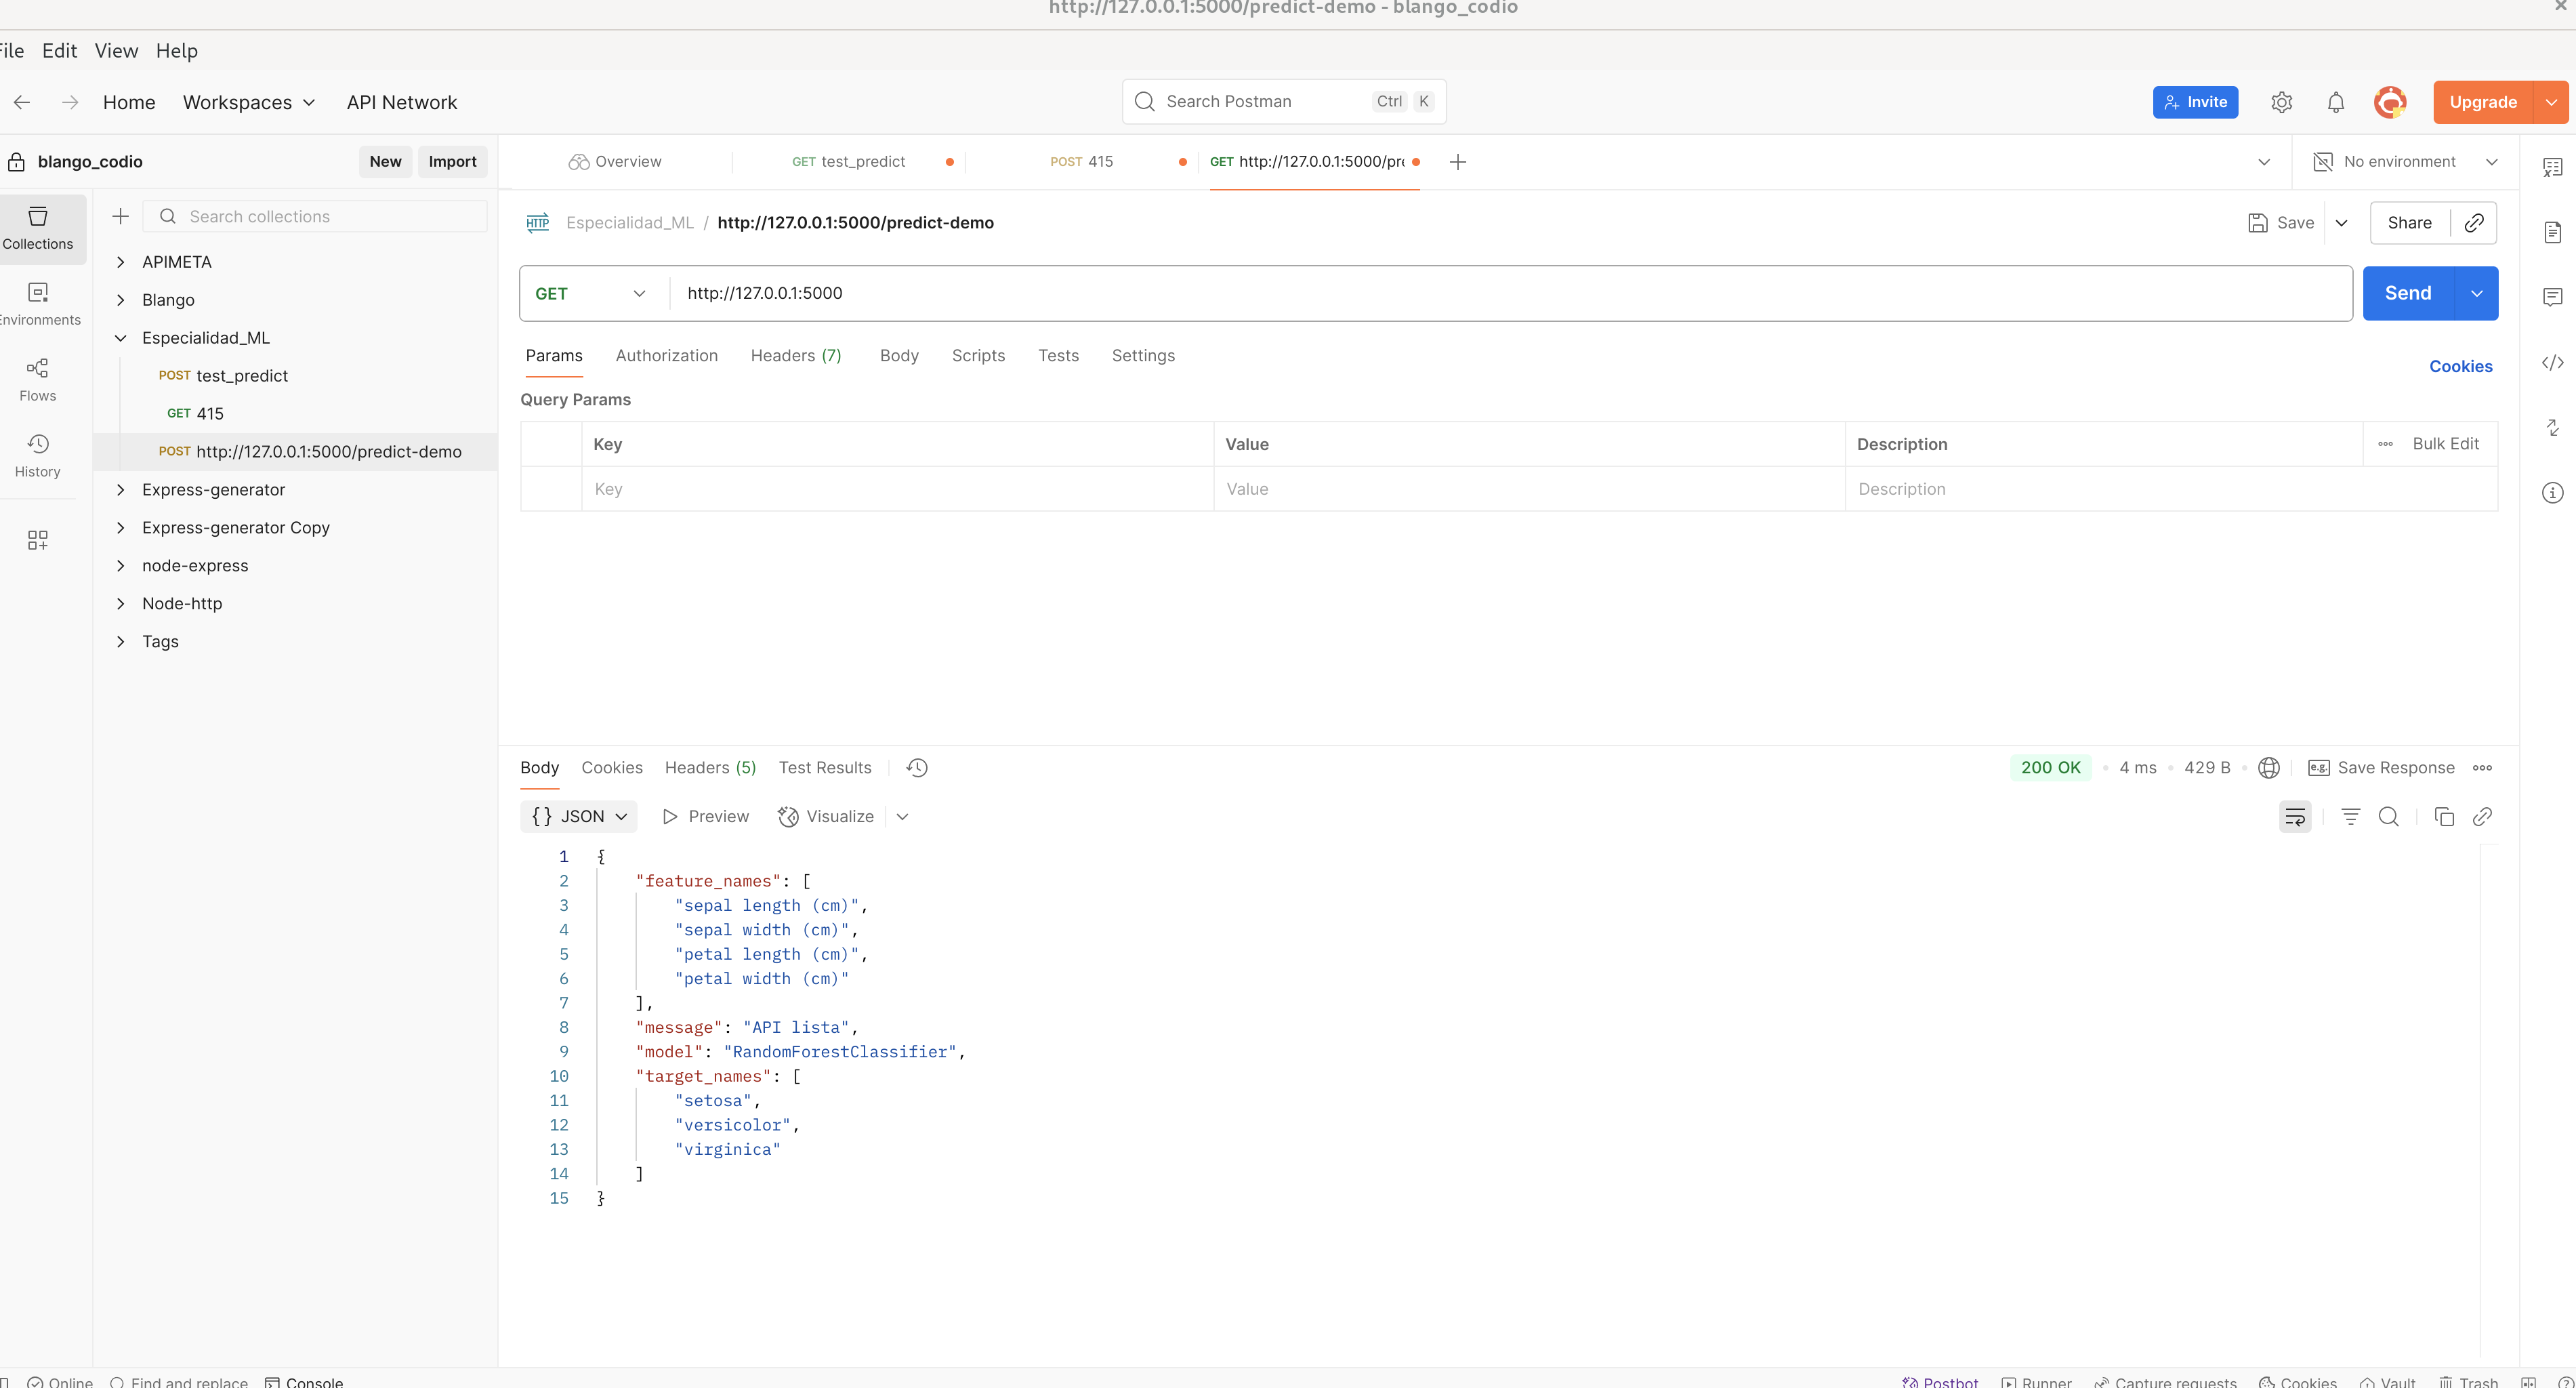 http://127.0.0.1:5000/predict-demo - blango_codio
File Edit View Help
Home Workspaces API Network Search Postman Ctrl K Invite Upgrade
blango_codio New Import
Overview GET test_predict POST 415 GET http://127.0.0.1:5000/pre No environment
Collections
Environments
Flows
History
Search collections
APIMETA
Blango
Especialidad_ML
POST test_predict
GET 415
POST http://127.0.0.1:5000/predict-demo
Express-generator
Express-generator Copy
node-express
Node-http
Tags
HTTP Especialidad_ML / http://127.0.0.1:5000/predict-demo Save Share
GET http://127.0.0.1:5000 Send
Params Authorization Headers (7) Body Scripts Tests Settings Cookies
Query Params
Key Value Description Bulk Edit
Key Value Description
Body Cookies Headers (5) Test Results 200 OK 4 ms 429 B e.g. Save Response
{} JSON Preview Visualize
1 {
2 "feature_names": [
3 "sepal length (cm)",
4 "sepal width (cm)",
5 "petal length (cm)",
6 "petal width (cm)"
7 ],
8 "message": "API lista",
9 "model": "RandomForestClassifier",
10 "target_names": [
11 "setosa",
12 "versicolor",
13 "virginica"
14 ]
15 }
Online Find and replace Console Postbot Runner Capture requests Cookies Vault Trash